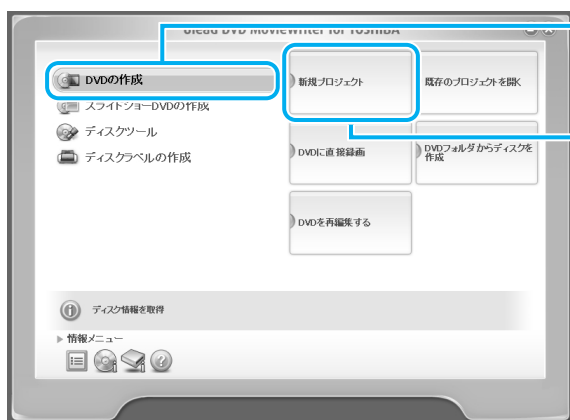 Ulead DVD MovieWriter for TOSHIBA
DVDの作成
スライドショーDVDの作成
ディスクツール
ディスクラベルの作成
新規プロジェクト
既存のプロジェクトを開く
DVDに直接録画
DVDフォルダからディスクを
作成
DVDを再編集する
ディスク情報を取得
情報メニュー